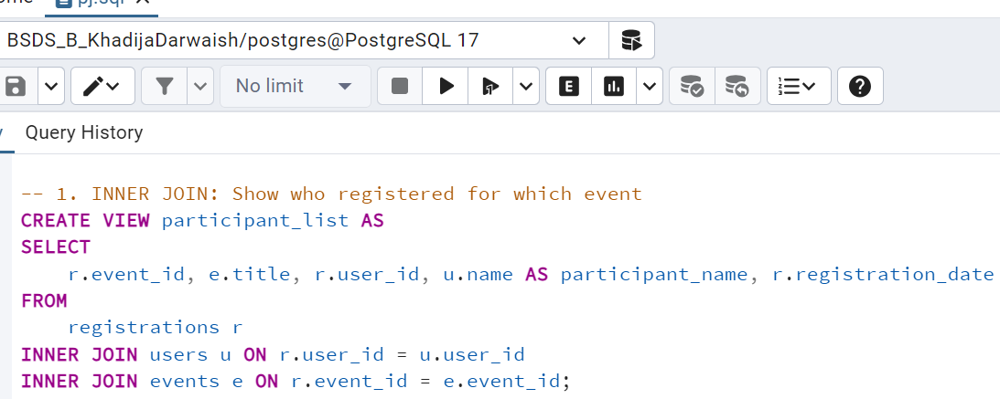 pj.sql
BSDS_B_KhadijaDarwaish/postgres@PostgreSQL 17
No limit
E
Query History
-- 1. INNER JOIN: Show who registered for which event
CREATE VIEW participant_list AS
SELECT
r.event_id, e.title, r.user_id, u.name AS participant_name, r.registration_date
FROM
registrations r
INNER JOIN users u ON r.user_id = u.user_id
INNER JOIN events e ON r.event_id = e.event_id;